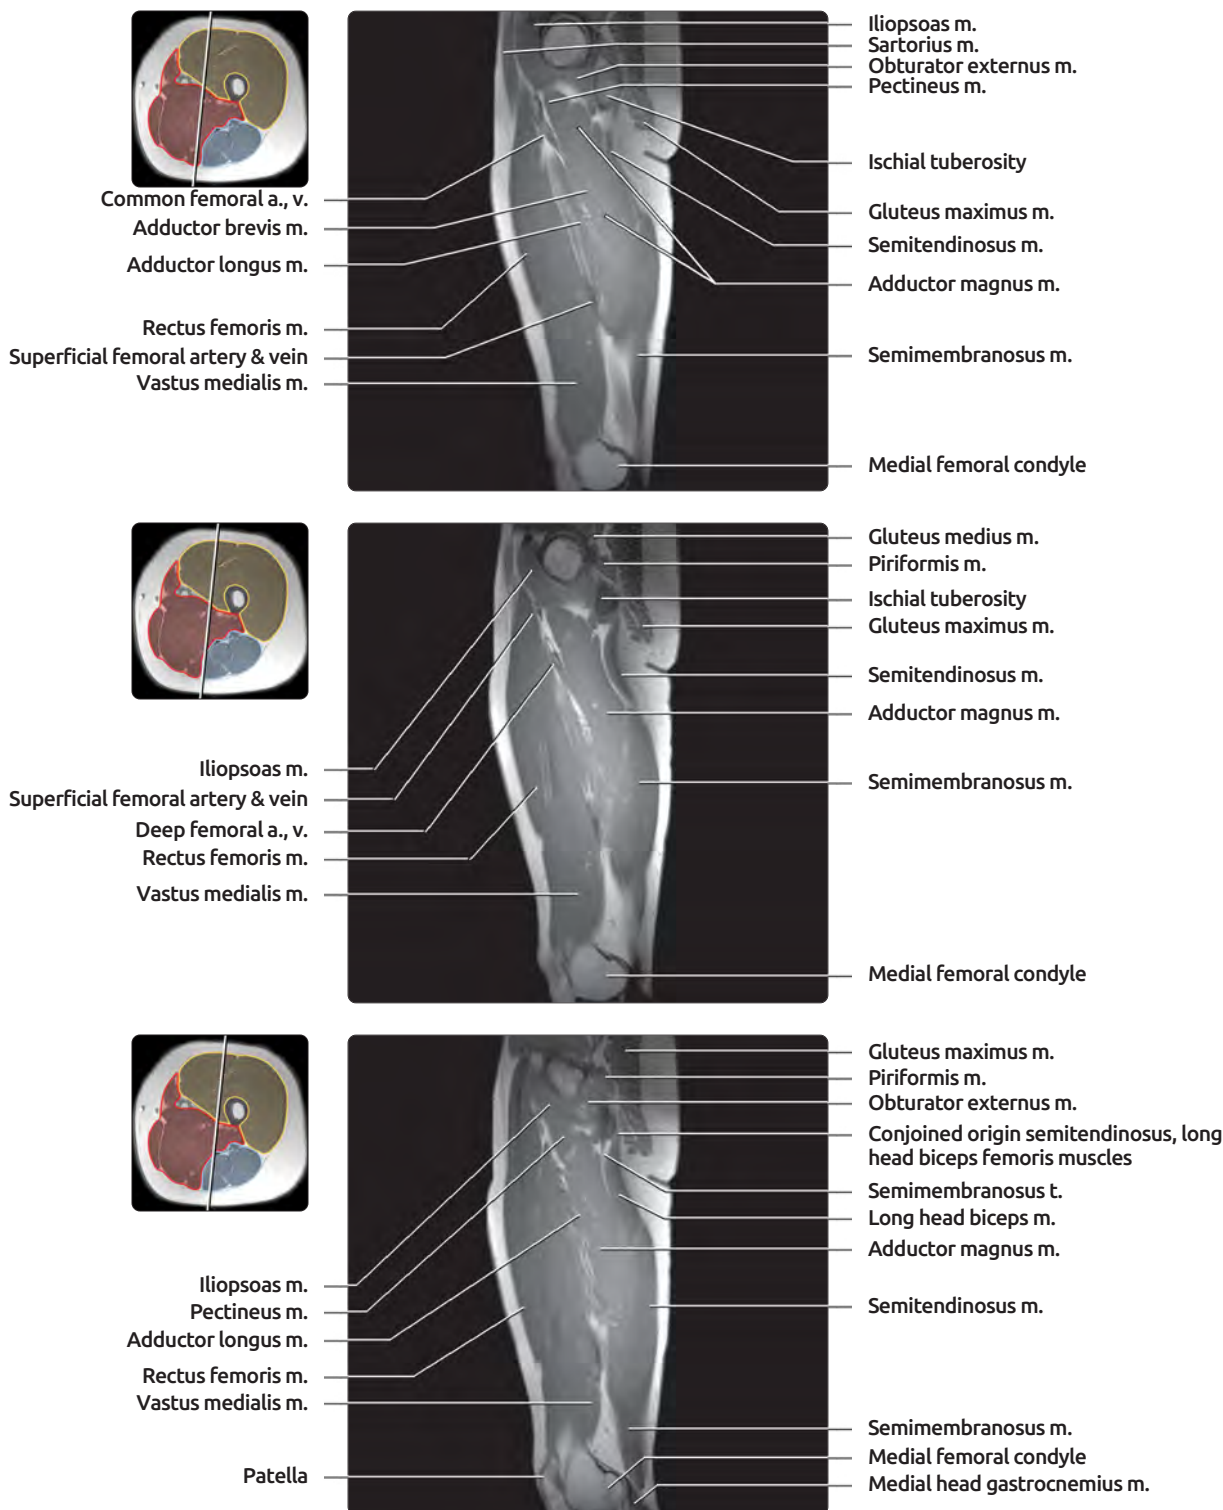 Iliopsoas m.
Sartorius m.
Obturator externus m.
Pectineus m.
Ischial tuberosity
Common femoral a., v.
Gluteus maximus m.
Adductor brevis m.
Semitendinosus m.
Adductor longus m.
Adductor magnus m.
Rectus femoris m.
Superficial femoral artery & vein
Semimembranosus m.
Vastus medialis m.
Medial femoral condyle
Gluteus medius m.
Piriformis m.
Ischial tuberosity
Gluteus maximus m.
Semitendinosus m.
Adductor magnus m.
Iliopsoas m.
Semimembranosus m.
Superficial femoral artery & vein
Deep femoral a., v.
Rectus femoris m.
Vastus medialis m.
Medial femoral condyle
Gluteus maximus m.
Piriformis m.
Obturator externus m.
Conjoined origin semitendinosus, long
head biceps femoris muscles
Semimembranosus t.
Long head biceps m.
Adductor magnus m.
Iliopsoas m.
Pectineus m.
Semitendinosus m.
Adductor longus m.
Rectus femoris m.
Vastus medialis m.
Semimembranosus m.
Medial femoral condyle
Patella
Medial head gastrocnemius m.